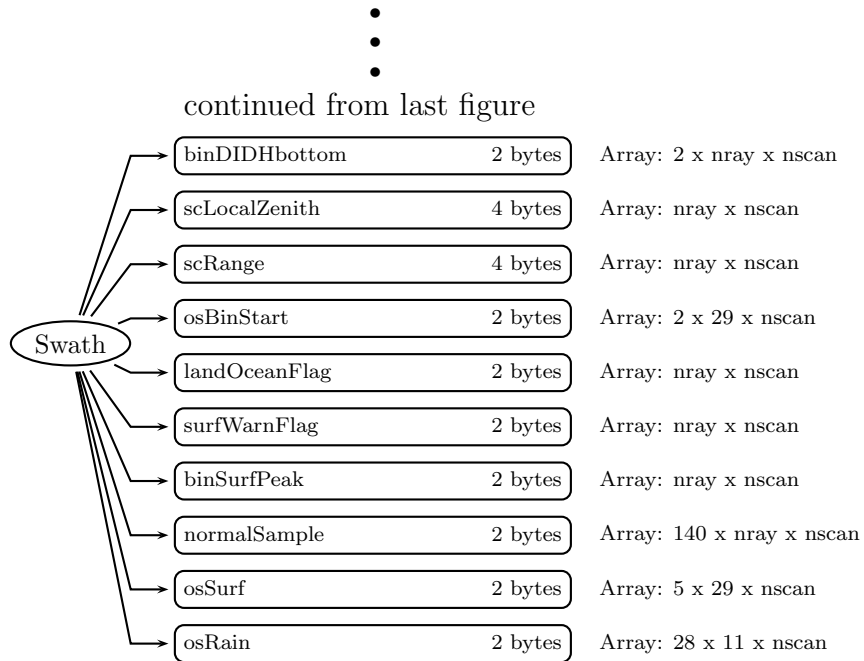 continued from last figure
binDIDHbottom 2 bytes Array: 2 x nray x nscan
scLocalZenith 4 bytes Array: nray x nscan
scRange 4 bytes Array: nray x nscan
osBinStart 2 bytes Array: 2 x 29 x nscan
Swath
landOceanFlag 2 bytes Array: nray x nscan
surfWarnFlag 2 bytes Array: nray x nscan
binSurfPeak 2 bytes Array: nray x nscan
normalSample 2 bytes Array: 140 x nray x nscan
osSurf 2 bytes Array: 5 x 29 x nscan
osRain 2 bytes Array: 28 x 11 x nscan